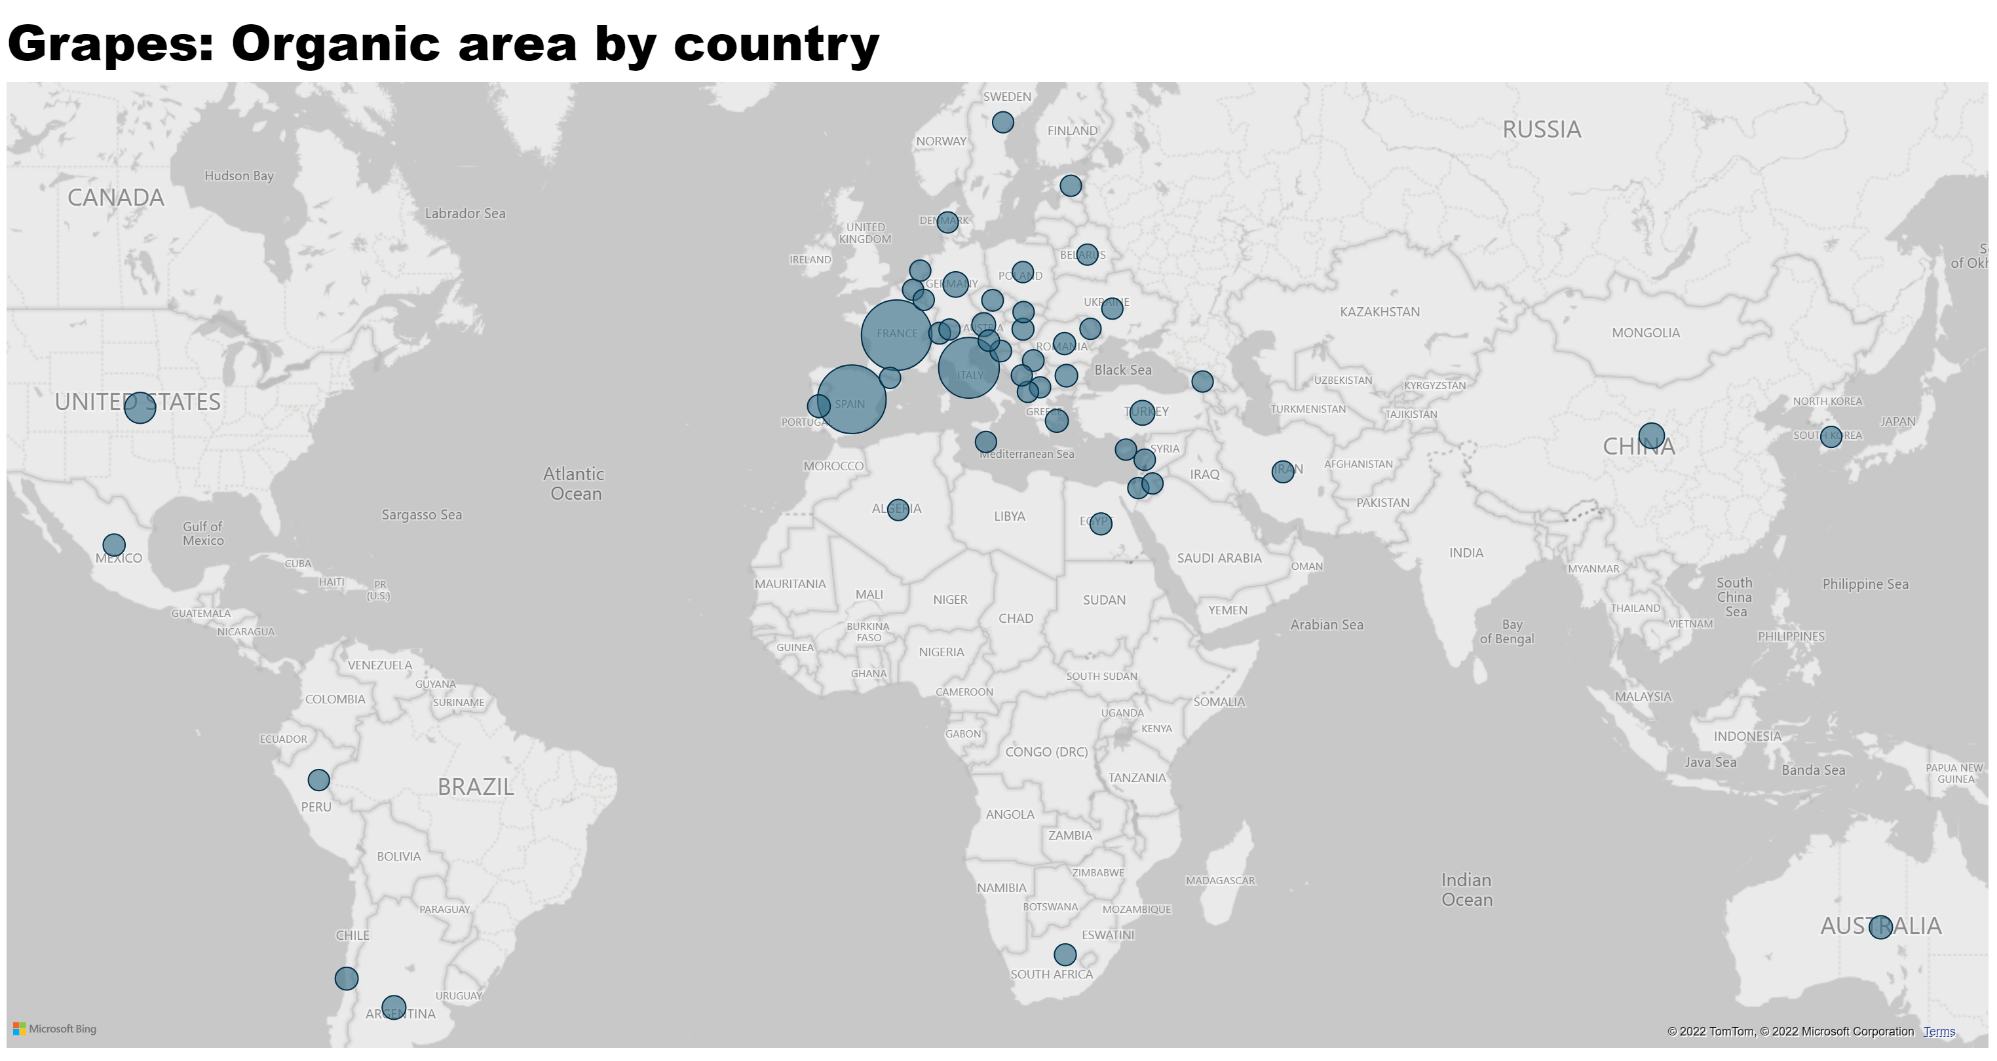 Grapes: Organic area by country
SWEDEN
FINLAND
NORWAY
RUSSIA
Hudson Bay
CANADA
Labrador Sea
DENMARK
UNITED
KINGDOM
IRELAND
BELARUS
POLAND
GERMANY
UKRAINE
KAZAKHSTAN
MONGOLIA
FRANCE
AUSTRIA
ROMANIA
ITALY
Black Sea
UZBEKISTAN
KYRGYZSTAN
UNITED STATES
SPAIN
GREECE
TURKEY
TURKMENISTAN
TAJIKISTAN
NORTH KOREA
JAPAN
PORTUGAL
SOUTH KOREA
CHINA
Mediterranean Sea
SYRIA
MOROCCO
IRAQ
IRAN
AFGHANISTAN
Atlantic
Ocean
PAKISTAN
ALGERIA
LIBYA
EGYPT
Sargasso Sea
Gulf of
Mexico
MEXICO
CUBA
SAUDI ARABIA
OMAN
INDIA
MYANMAR
HAITI
PR
(U.S.)
MAURITANIA
MALI
NIGER
SUDAN
YEMEN
South
China
Sea
Philippine Sea
GUATEMALA
NICARAGUA
CHAD
BURKINA
FASO
THAILAND
VIETNAM
Arabian Sea
Bay
of Bengal
PHILIPPINES
GUINEA
NIGERIA
VENEZUELA
GHANA
SOUTH SUDAN
GUYANA
CAMEROON
SURINAME
COLOMBIA
SOMALIA
MALAYSIA
UGANDA
KENYA
GABON
ECUADOR
CONGO (DRC)
INDONESIA
Java Sea
Banda Sea
PAPUA NEW
GUINEA
TANZANIA
BRAZIL
PERU
ANGOLA
ZAMBIA
BOLIVIA
ZIMBABWE
MADAGASCAR
NAMIBIA
BOTSWANA
MOZAMBIQUE
Indian
Ocean
PARAGUAY
CHILE
ESWATINI
AUSTRALIA
SOUTH AFRICA
URUGUAY
ARGENTINA
Microsoft Bing
© 2022 TomTom, © 2022 Microsoft Corporation Terms